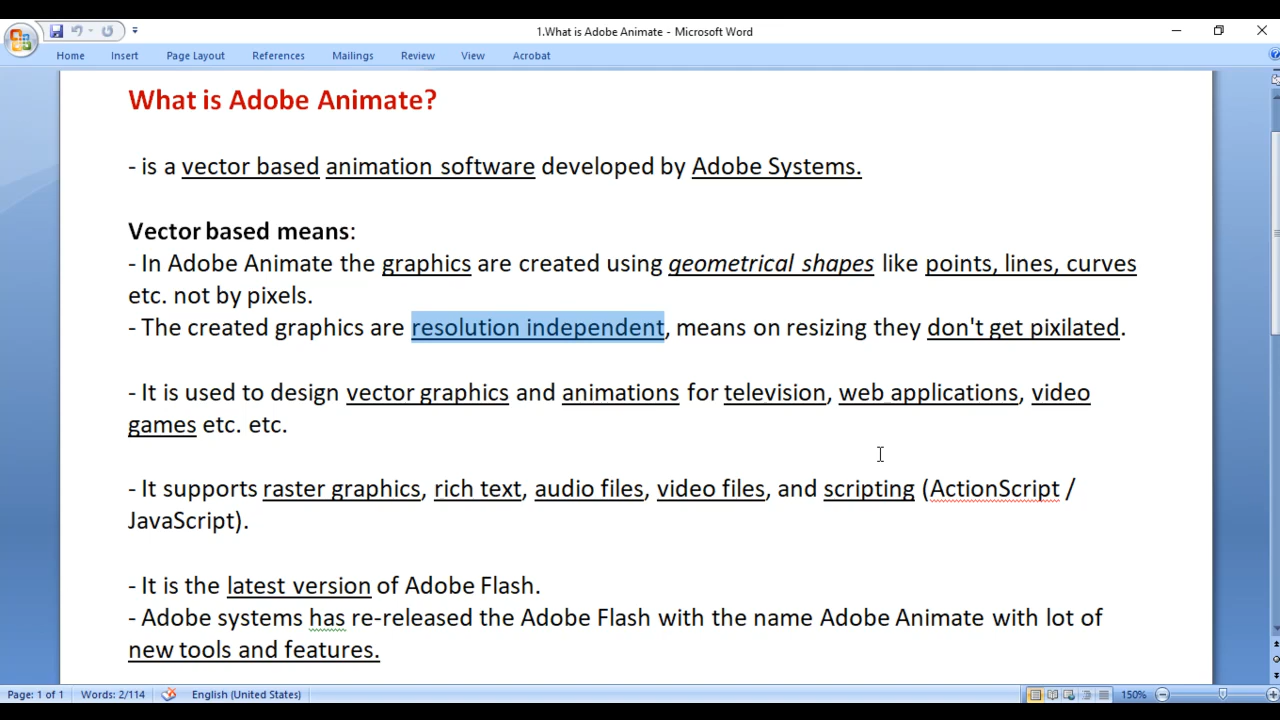 1.What is Adobe Animate - Microsoft Word
Home Insert Page Layout References Mailings Review View Acrobat
What is Adobe Animate?
- is a vector based animation software developed by Adobe Systems.
Vector based means:
- In Adobe Animate the graphics are created using geometrical shapes like points, lines, curves
etc. not by pixels.
- The created graphics are resolution independent, means on resizing they don't get pixilated.
- It is used to design vector graphics and animations for television, web applications, video
games etc. etc.
- It supports raster graphics, rich text, audio files, video files, and scripting (ActionScript /
JavaScript).
- It is the latest version of Adobe Flash.
- Adobe systems has re-released the Adobe Flash with the name Adobe Animate with lot of
new tools and features.
Page: 1 of 1 Words: 2/114 English (United States) 150%